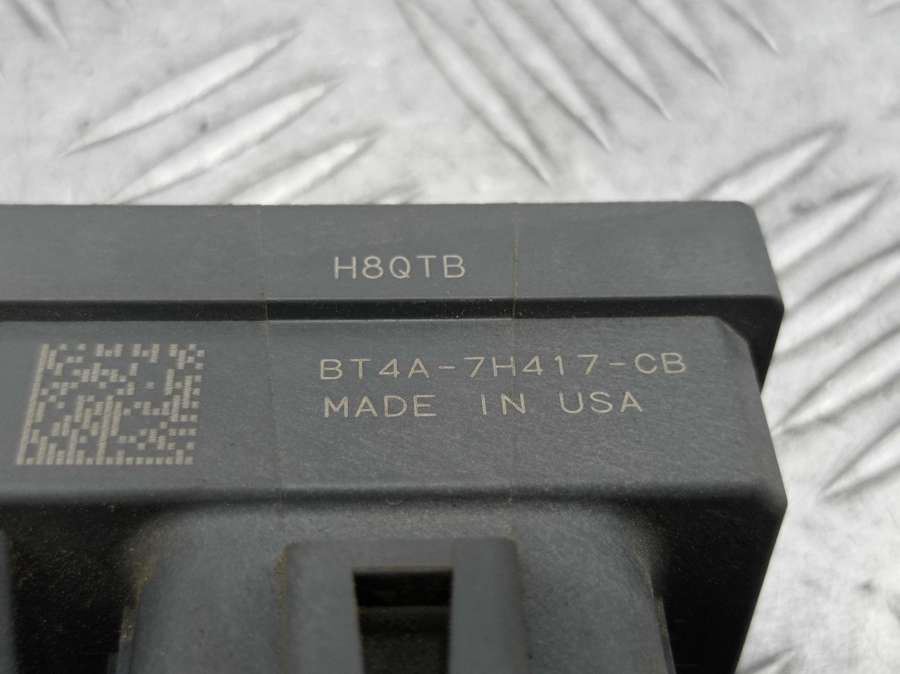 H8QTB
BT4A-7H417-CB
MADE IN USA